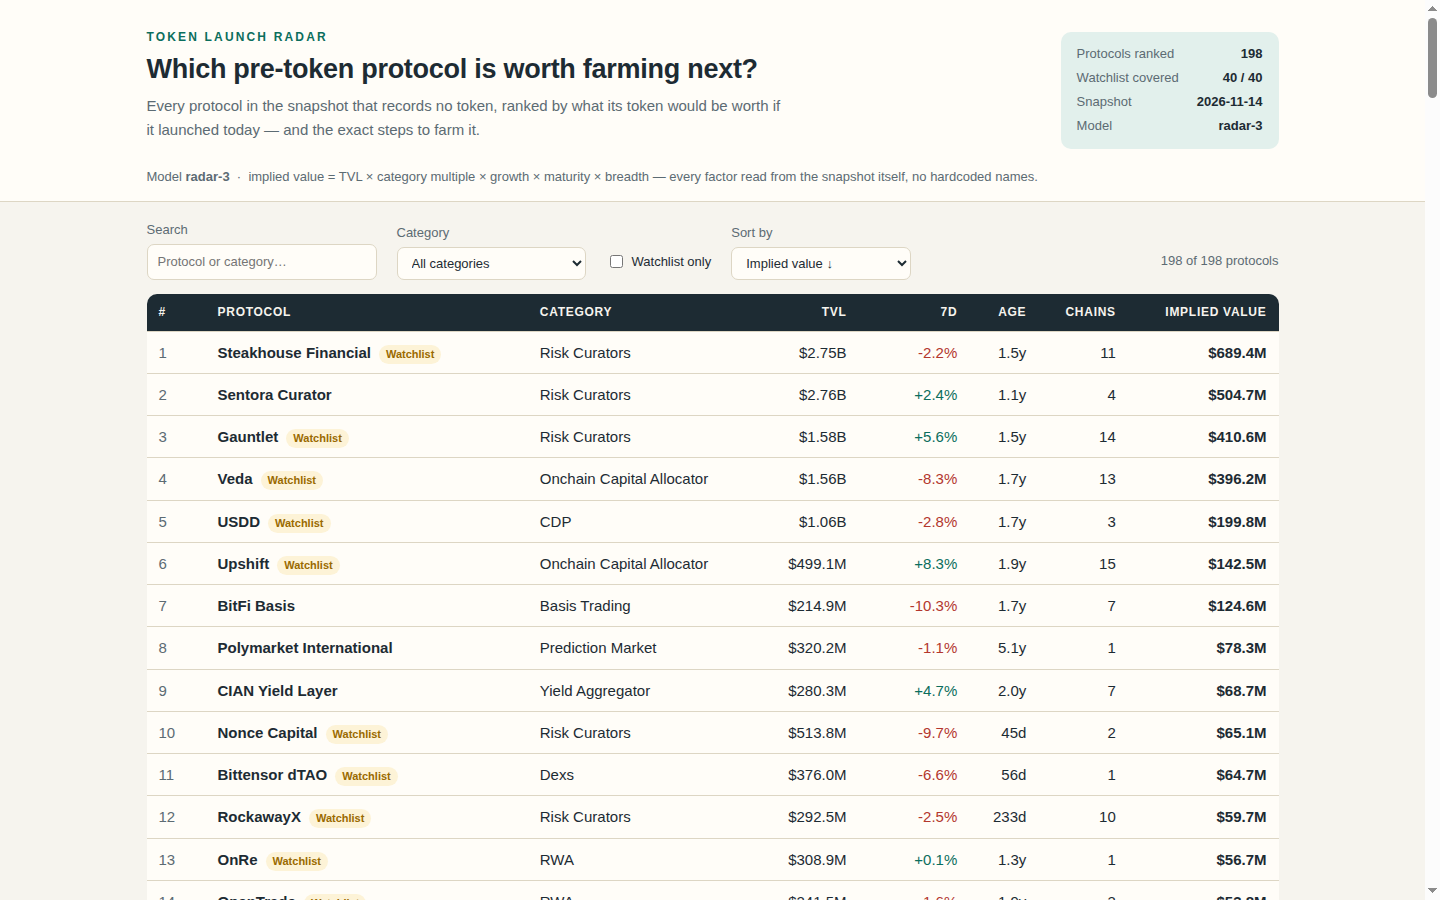 TOKEN LAUNCH RADAR
Which pre-token protocol is worth farming next?
Every protocol in the snapshot that records no token, ranked by what its token would be worth if
it launched today — and the exact steps to farm it.
Protocols ranked 198
Watchlist covered 40 / 40
Snapshot 2026-11-14
Model radar-3
Model radar-3 · implied value = TVL × category multiple × growth × maturity × breadth — every factor read from the snapshot itself, no hardcoded names.
Search
Category
Sort by
Protocol or category…
All categories
Watchlist only
Implied value ↓
198 of 198 protocols
# PROTOCOL CATEGORY TVL 7D AGE CHAINS IMPLIED VALUE
1 Steakhouse Financial Watchlist Risk Curators $2.75B -2.2% 1.5y 11 $689.4M
2 Sentora Curator Risk Curators $2.76B +2.4% 1.1y 4 $504.7M
3 Gauntlet Watchlist Risk Curators $1.58B +5.6% 1.5y 14 $410.6M
4 Veda Watchlist Onchain Capital Allocator $1.56B -8.3% 1.7y 13 $396.2M
5 USDD Watchlist CDP $1.06B -2.8% 1.7y 3 $199.8M
6 Upshift Watchlist Onchain Capital Allocator $499.1M +8.3% 1.9y 15 $142.5M
7 BitFi Basis Basis Trading $214.9M -10.3% 1.7y 7 $124.6M
8 Polymarket International Prediction Market $320.2M -1.1% 5.1y 1 $78.3M
9 CIAN Yield Layer Yield Aggregator $280.3M +4.7% 2.0y 7 $68.7M
10 Nonce Capital Watchlist Risk Curators $513.8M -9.7% 45d 2 $65.1M
11 Bittensor dTAO Watchlist Dexs $376.0M -6.6% 56d 1 $64.7M
12 RockawayX Watchlist Risk Curators $292.5M -2.5% 233d 10 $59.7M
13 OnRe Watchlist RWA $308.9M +0.1% 1.3y 1 $56.7M